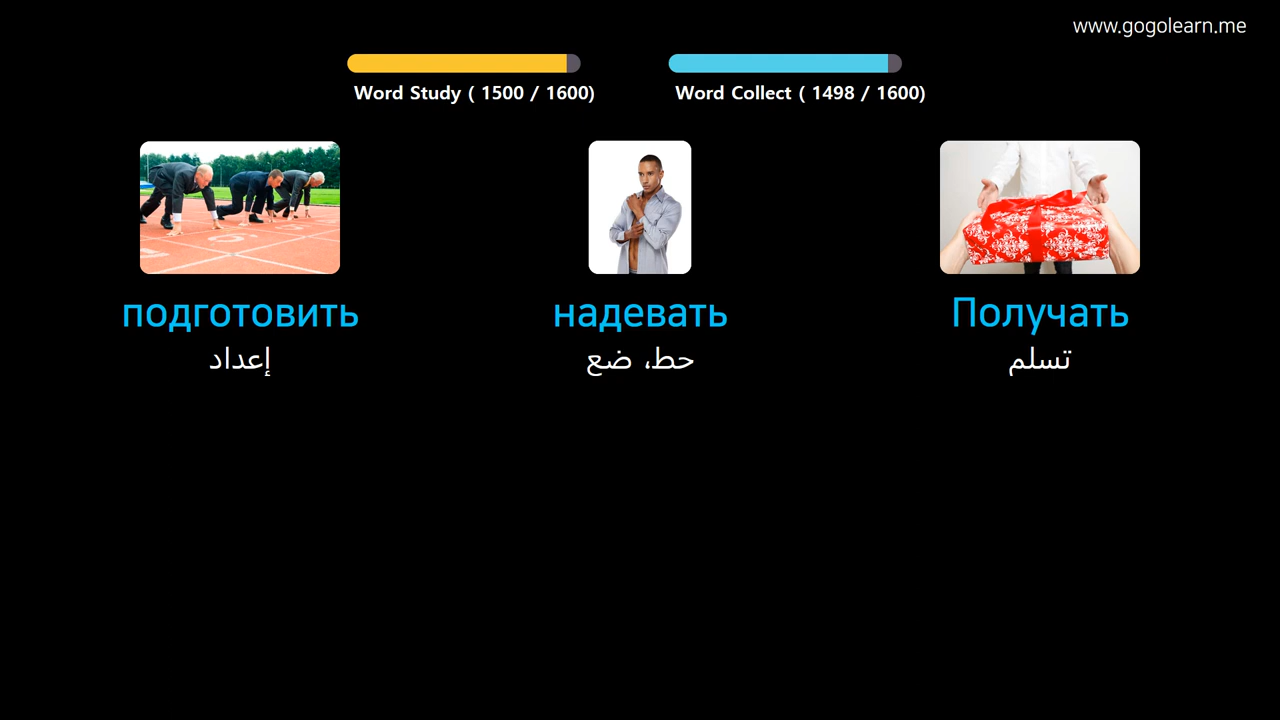 www.gogolearn.me
Word Study ( 1500 / 1600)
Word Collect ( 1498 / 1600)
подготовить
надевать
Получать
إعداد
حط، ضع
تسلم